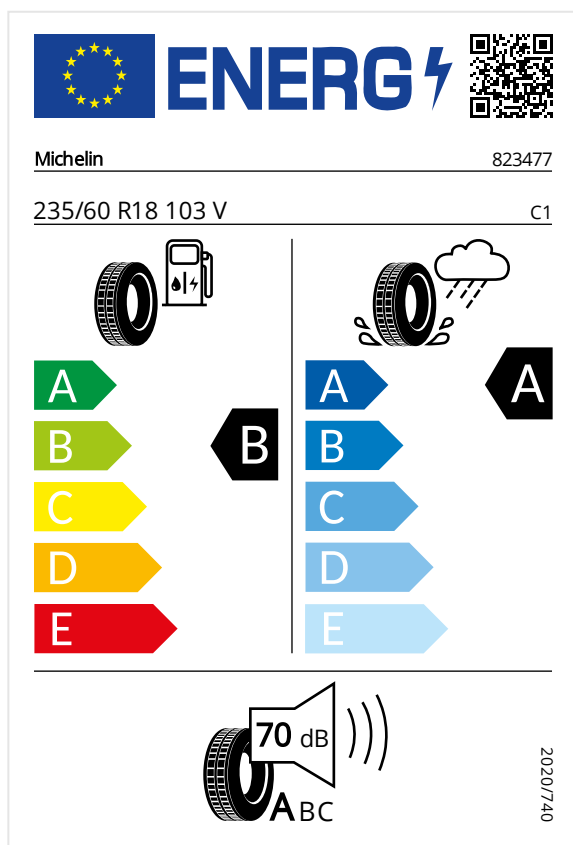 ENERG
Michelin 823477
235/60 R18 103 V C1
A A A
B B B
C C
D D
E E
70 dB
ABC
2020/740